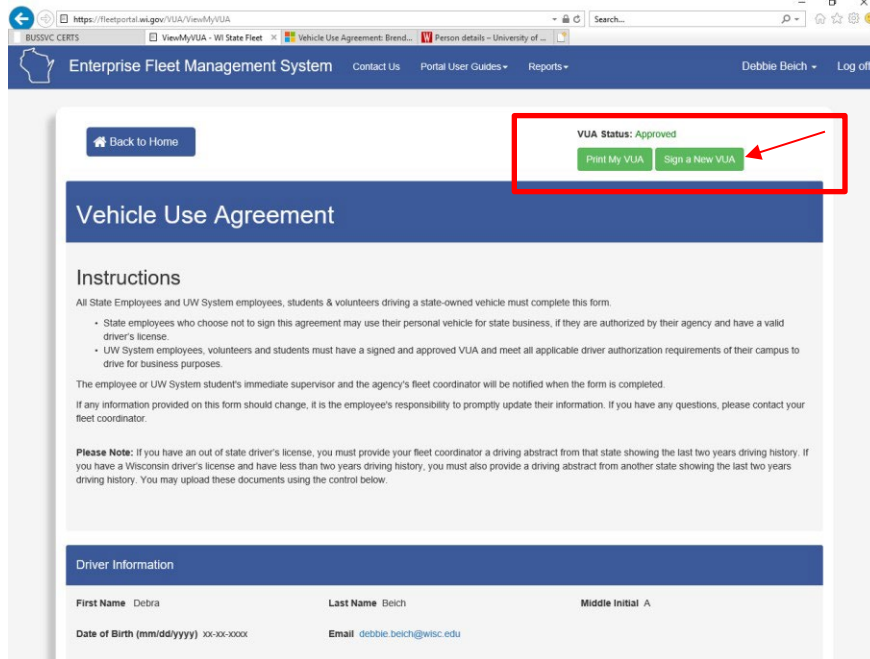 https://fleetportal.wi.gov/VUA/ViewMyVUA
Search...
BUSSVC CERTS
ViewMyVUA - WI State Fleet
Vehicle Use Agreement: Brend...
Person details – University of ...
Enterprise Fleet Management System
Contact Us
Portal User Guides
Reports
Debbie Beich
Log off
Back to Home
VUA Status: Approved
Print My VUA
Sign a New VUA
Vehicle Use Agreement
Instructions
All State Employees and UW System employees, students & volunteers driving a state-owned vehicle must complete this form.
• State employees who choose not to sign this agreement may use their personal vehicle for state business, if they are authorized by their agency and have a valid
driver's license.
• UW System employees, volunteers and students must have a signed and approved VUA and meet all applicable driver authorization requirements of their campus to
drive for business purposes.
The employee or UW System student's immediate supervisor and the agency's fleet coordinator will be notified when the form is completed.
If any information provided on this form should change, it is the employee's responsibility to promptly update their information. If you have any questions, please contact your
fleet coordinator.
Please Note: If you have an out of state driver's license, you must provide your fleet coordinator a driving abstract from that state showing the last two years driving history. If
you have a Wisconsin driver's license and have less than two years driving history, you must also provide a driving abstract from another state showing the last two years
driving history. You may upload these documents using the control below.
Driver Information
First Name Debra
Last Name Beich
Middle Initial A
Date of Birth (mm/dd/yyyy) xx-xx-xxxx
Email debbie.beich@wisc.edu